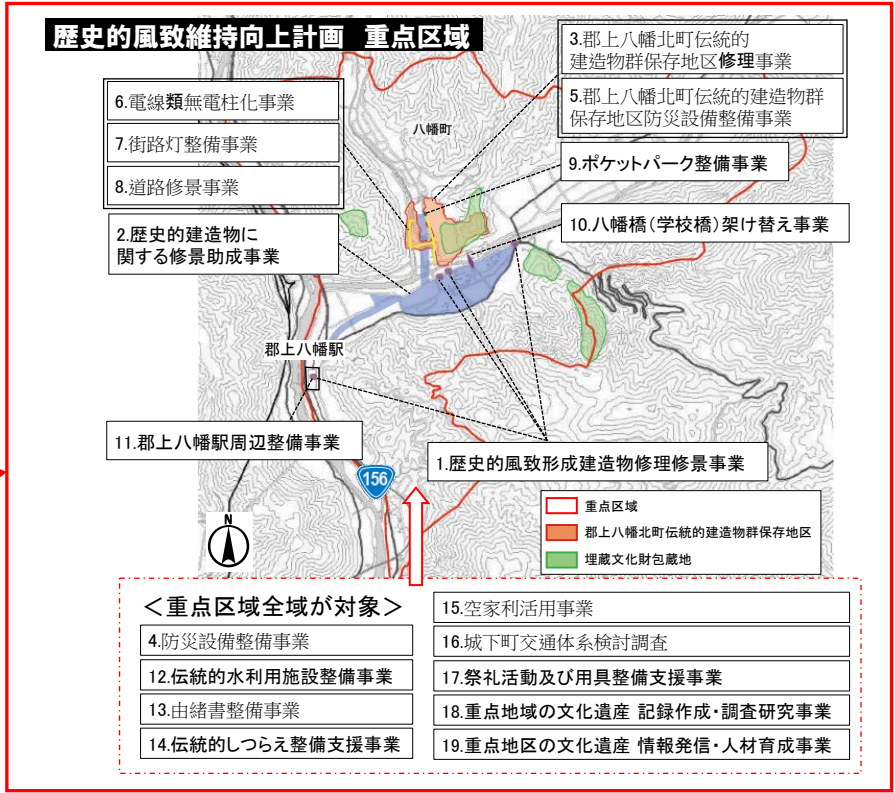 歴史的風致維持向上計画 重点区域
3.郡上八幡北町伝統的
建造物群保存地区修理事業
5.郡上八幡北町伝統的建造物群
保存地区防災設備整備事業
6.電線類無電柱化事業
7.街路灯整備事業
8.道路修景事業
八幡町
9.ポケットパーク整備事業
10.八幡橋(学校橋)架け替え事業
2.歴史的建造物に
関する修景助成事業
郡上八幡駅
11.郡上八幡駅周辺整備事業
1.歴史的風致形成建造物修理修景事業
156
N
重点区域
郡上八幡北町伝統的建造物群保存地区
埋蔵文化財包蔵地
＜重点区域全域が対象＞
4.防災設備整備事業
12.伝統的水利用施設整備事業
13.由緒書整備事業
14.伝統的しつらえ整備支援事業
15.空家利活用事業
16.城下町交通体系検討調査
17.祭礼活動及び用具整備支援事業
18.重点地域の文化遺産 記録作成・調査研究事業
19.重点地区の文化遺産 情報発信・人材育成事業